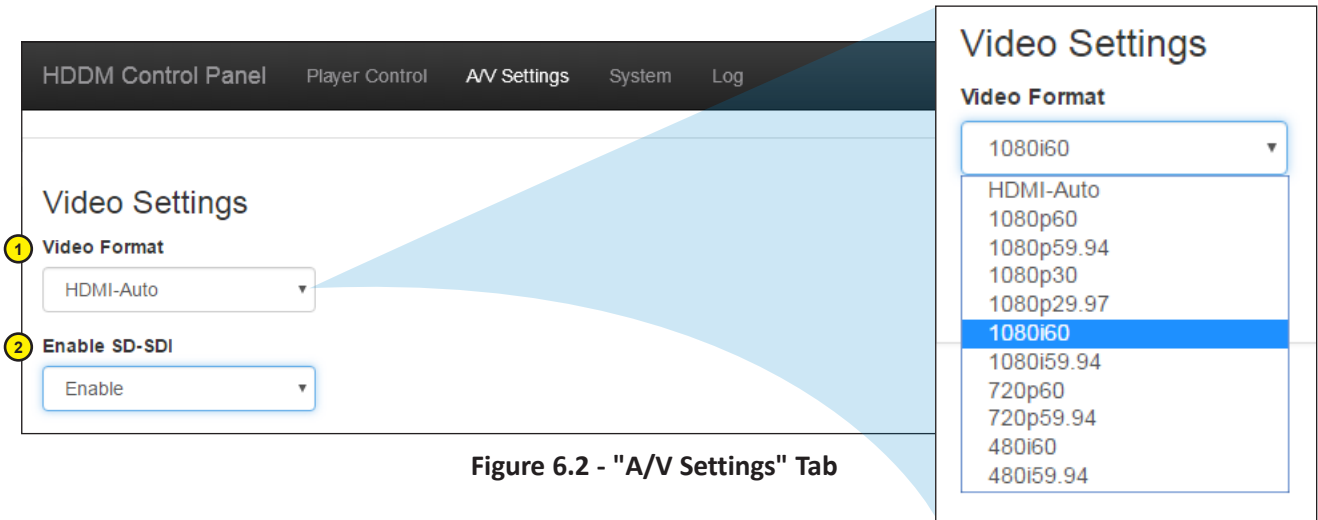 HDDM Control Panel Player Control A/V Settings System Log
Video Settings
1 Video Format
HDMI-Auto
2 Enable SD-SDI
Enable
Figure 6.2 - "A/V Settings" Tab
Video Settings
Video Format
1080i60
HDMI-Auto
1080p60
1080p59.94
1080p30
1080p29.97
1080i60
1080i59.94
720p60
720p59.94
480i60
480i59.94